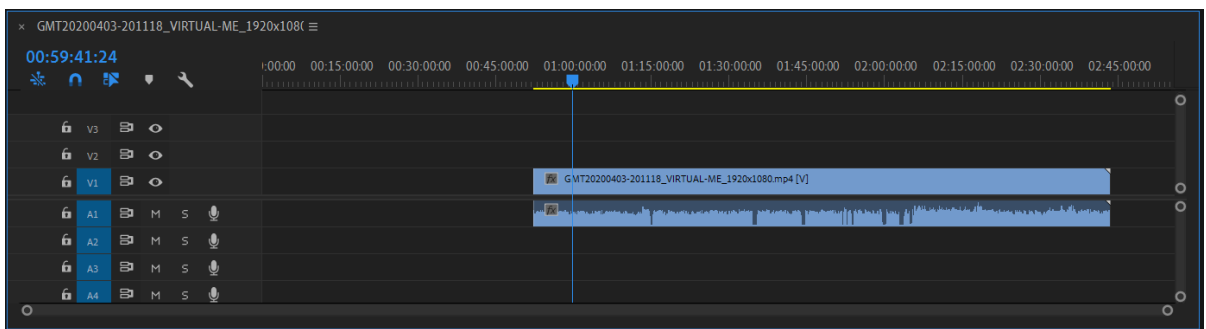 × GMT20200403-201118_VIRTUAL-ME_1920x108(
00:59:41:24
:00:00 00:15:00:00 00:30:00:00 00:45:00:00 01:00:00:00 01:15:00:00 01:30:00:00 01:45:00:00 02:00:00:00 02:15:00:00 02:30:00:00 02:45:00:00
V3
V2
V1 fx GMT20200403-201118_VIRTUAL-ME_1920x1080.mp4 [V]
A1 M S fx
A2 M S
A3 M S
A4 M S